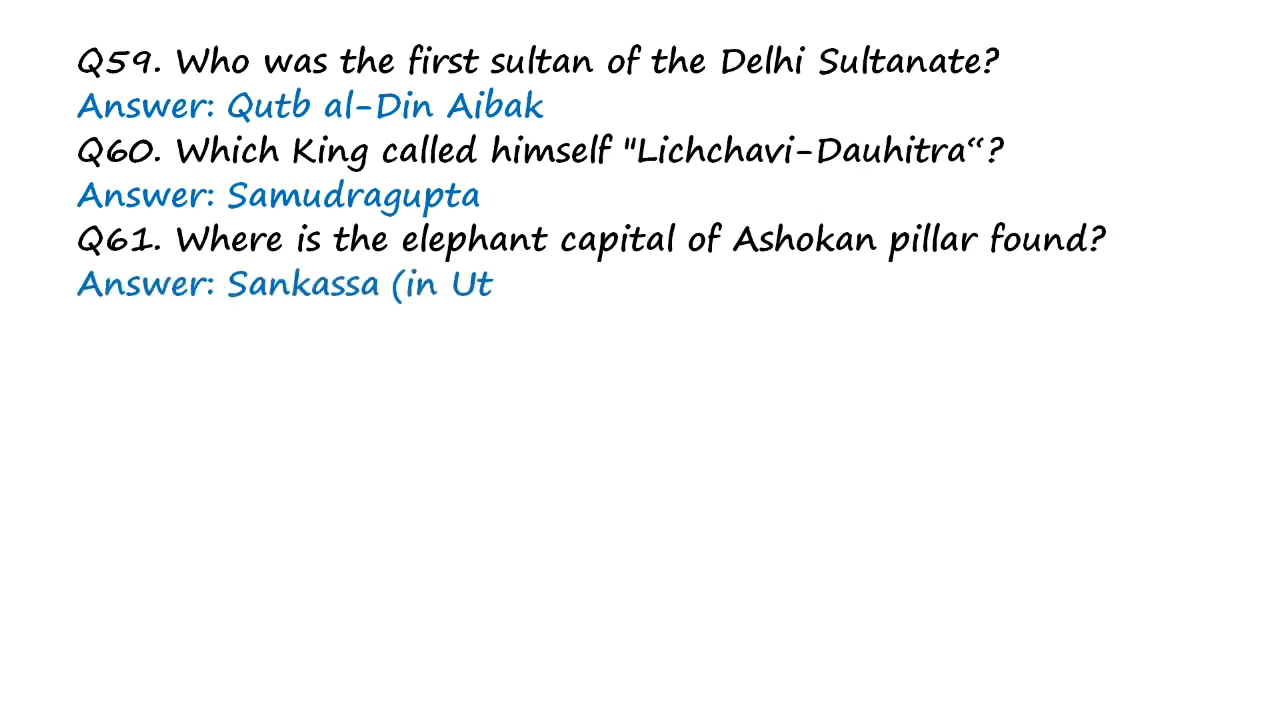 Q59. Who was the first sultan of the Delhi Sultanate?
Answer: Qutb al-Din Aibak
Q60. Which King called himself "Lichchavi-Dauhitra“?
Answer: Samudragupta
Q61. Where is the elephant capital of Ashokan pillar found?
Answer: Sankassa (in Ut